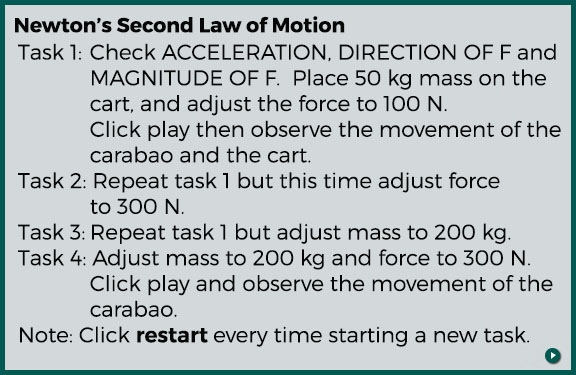 Newton's Second Law of Motion
Task 1: Check ACCELERATION, DIRECTION OF F and
MAGNITUDE OF F. Place 50 kg mass on the
cart, and adjust the force to 100 N.
Click play then observe the movement of the
carabao and the cart.
Task 2: Repeat task 1 but this time adjust force
to 300 N.
Task 3: Repeat task 1 but adjust mass to 200 kg.
Task 4: Adjust mass to 200 kg and force to 300 N.
Click play and observe the movement of the
carabao.
Note: Click restart every time starting a new task.